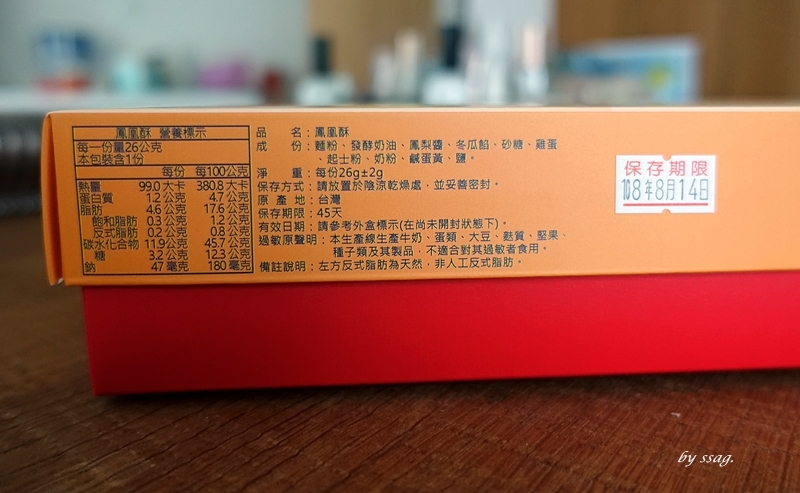 鳳凰酥 營養標示
每一份量26公克
本包裝含1份
每份 每100公克
熱量 99.0 大卡 380.8 大卡
蛋白質 1.2 公克 4.7 公克
脂肪 4.6 公克 17.6 公克
飽和脂肪 0.3 公克 1.2 公克
反式脂肪 0.2 公克 0.8 公克
碳水化合物 11.9公克 45.7 公克
糖 3.2 公克 12.3 公克
鈉 47 毫克 180 毫克
品 名：鳳凰酥
成 份：麵粉、發酵奶油、鳳梨醬、冬瓜餡、砂糖、雞蛋
、起士粉、奶粉、鹹蛋黃、鹽。
淨 重：每份26g±2g
保存方式：請放置於陰涼乾燥處，並妥善密封。
原 產 地：台灣
保存期限：45天
有效日期：請參考外盒標示(在尚未開封狀態下)。
過敏原聲明：本生產線生產牛奶、蛋類、大豆、麩質、堅果、
種子類及其製品，不適合對其過敏者食用。
備註說明：左方反式脂肪為天然，非人工反式脂肪。
保存期限
108年8月14日
by ssag.